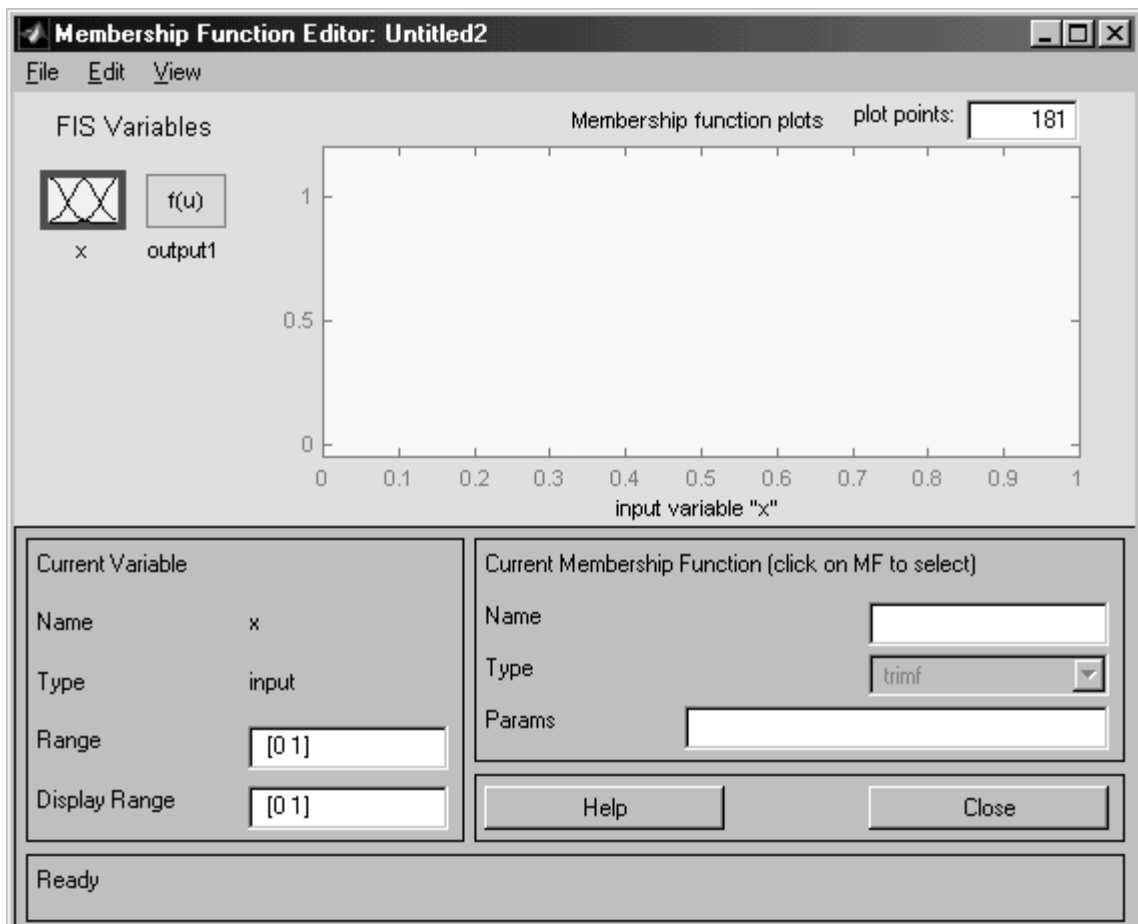 Membership Function Editor: Untitled2
File Edit View
FIS Variables
Membership function plots plot points: 181
f(u)
x output1
1
0.5
0
0 0.1 0.2 0.3 0.4 0.5 0.6 0.7 0.8 0.9 1
input variable "x"
Current Variable
Name x
Type input
Range [0 1]
Display Range [0 1]
Current Membership Function (click on MF to select)
Name
Type trimf
Params
Help Close
Ready